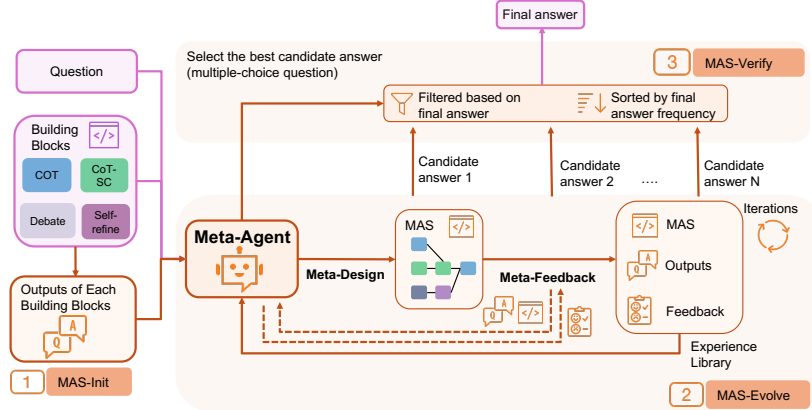 Final answer
Select the best candidate answer
(multiple-choice question)
3
MAS-Verify
Question
Filtered based on
final answer
Sorted by final
answer frequency
Building
Blocks
</>
COT
CoT-
SC
Debate
Self-
refine
Candidate
answer 1
Candidate
answer 2
....
Candidate
answer N
Meta-Agent
Meta-Design
MAS
</>
Meta-Feedback
Q
A
</>
</>
MAS
Q
A
Outputs
Feedback
Iterations
Experience
Library
Outputs of Each
Building Blocks
Q
A
1
MAS-Init
2
MAS-Evolve